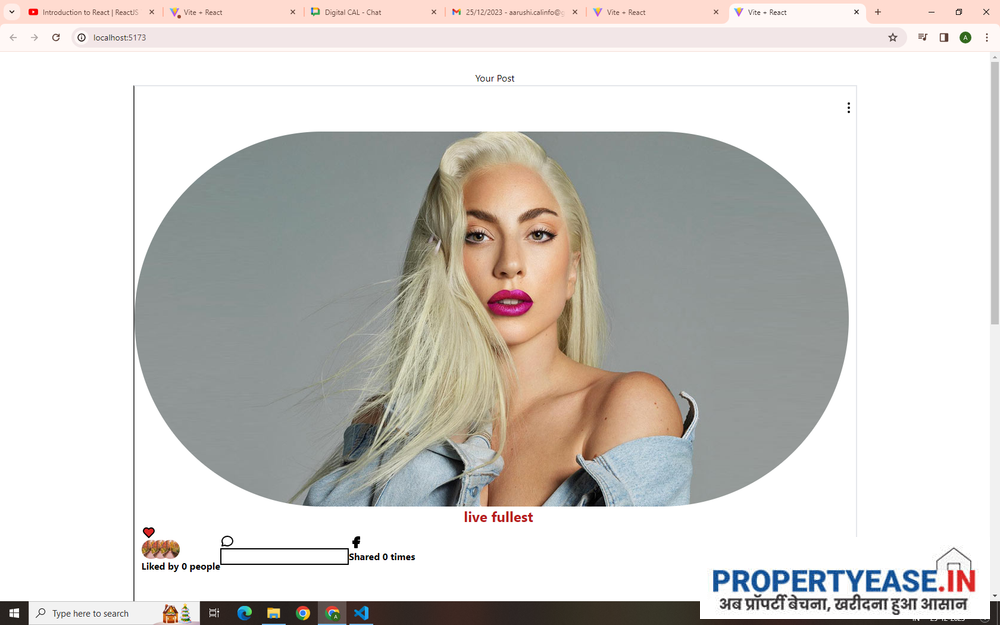 Introduction to React | ReactJS
Vite + React
Digital CAL - Chat
25/12/2023 - aarushi.calinfo@g
Vite + React
Vite + React
localhost:5173
A
Your Post
live fullest
Liked by 0 people
Shared 0 times
PROPERTYEASE.IN
अब प्रॉपर्टी बेचना, खरीदना हुआ आसान
Type here to search